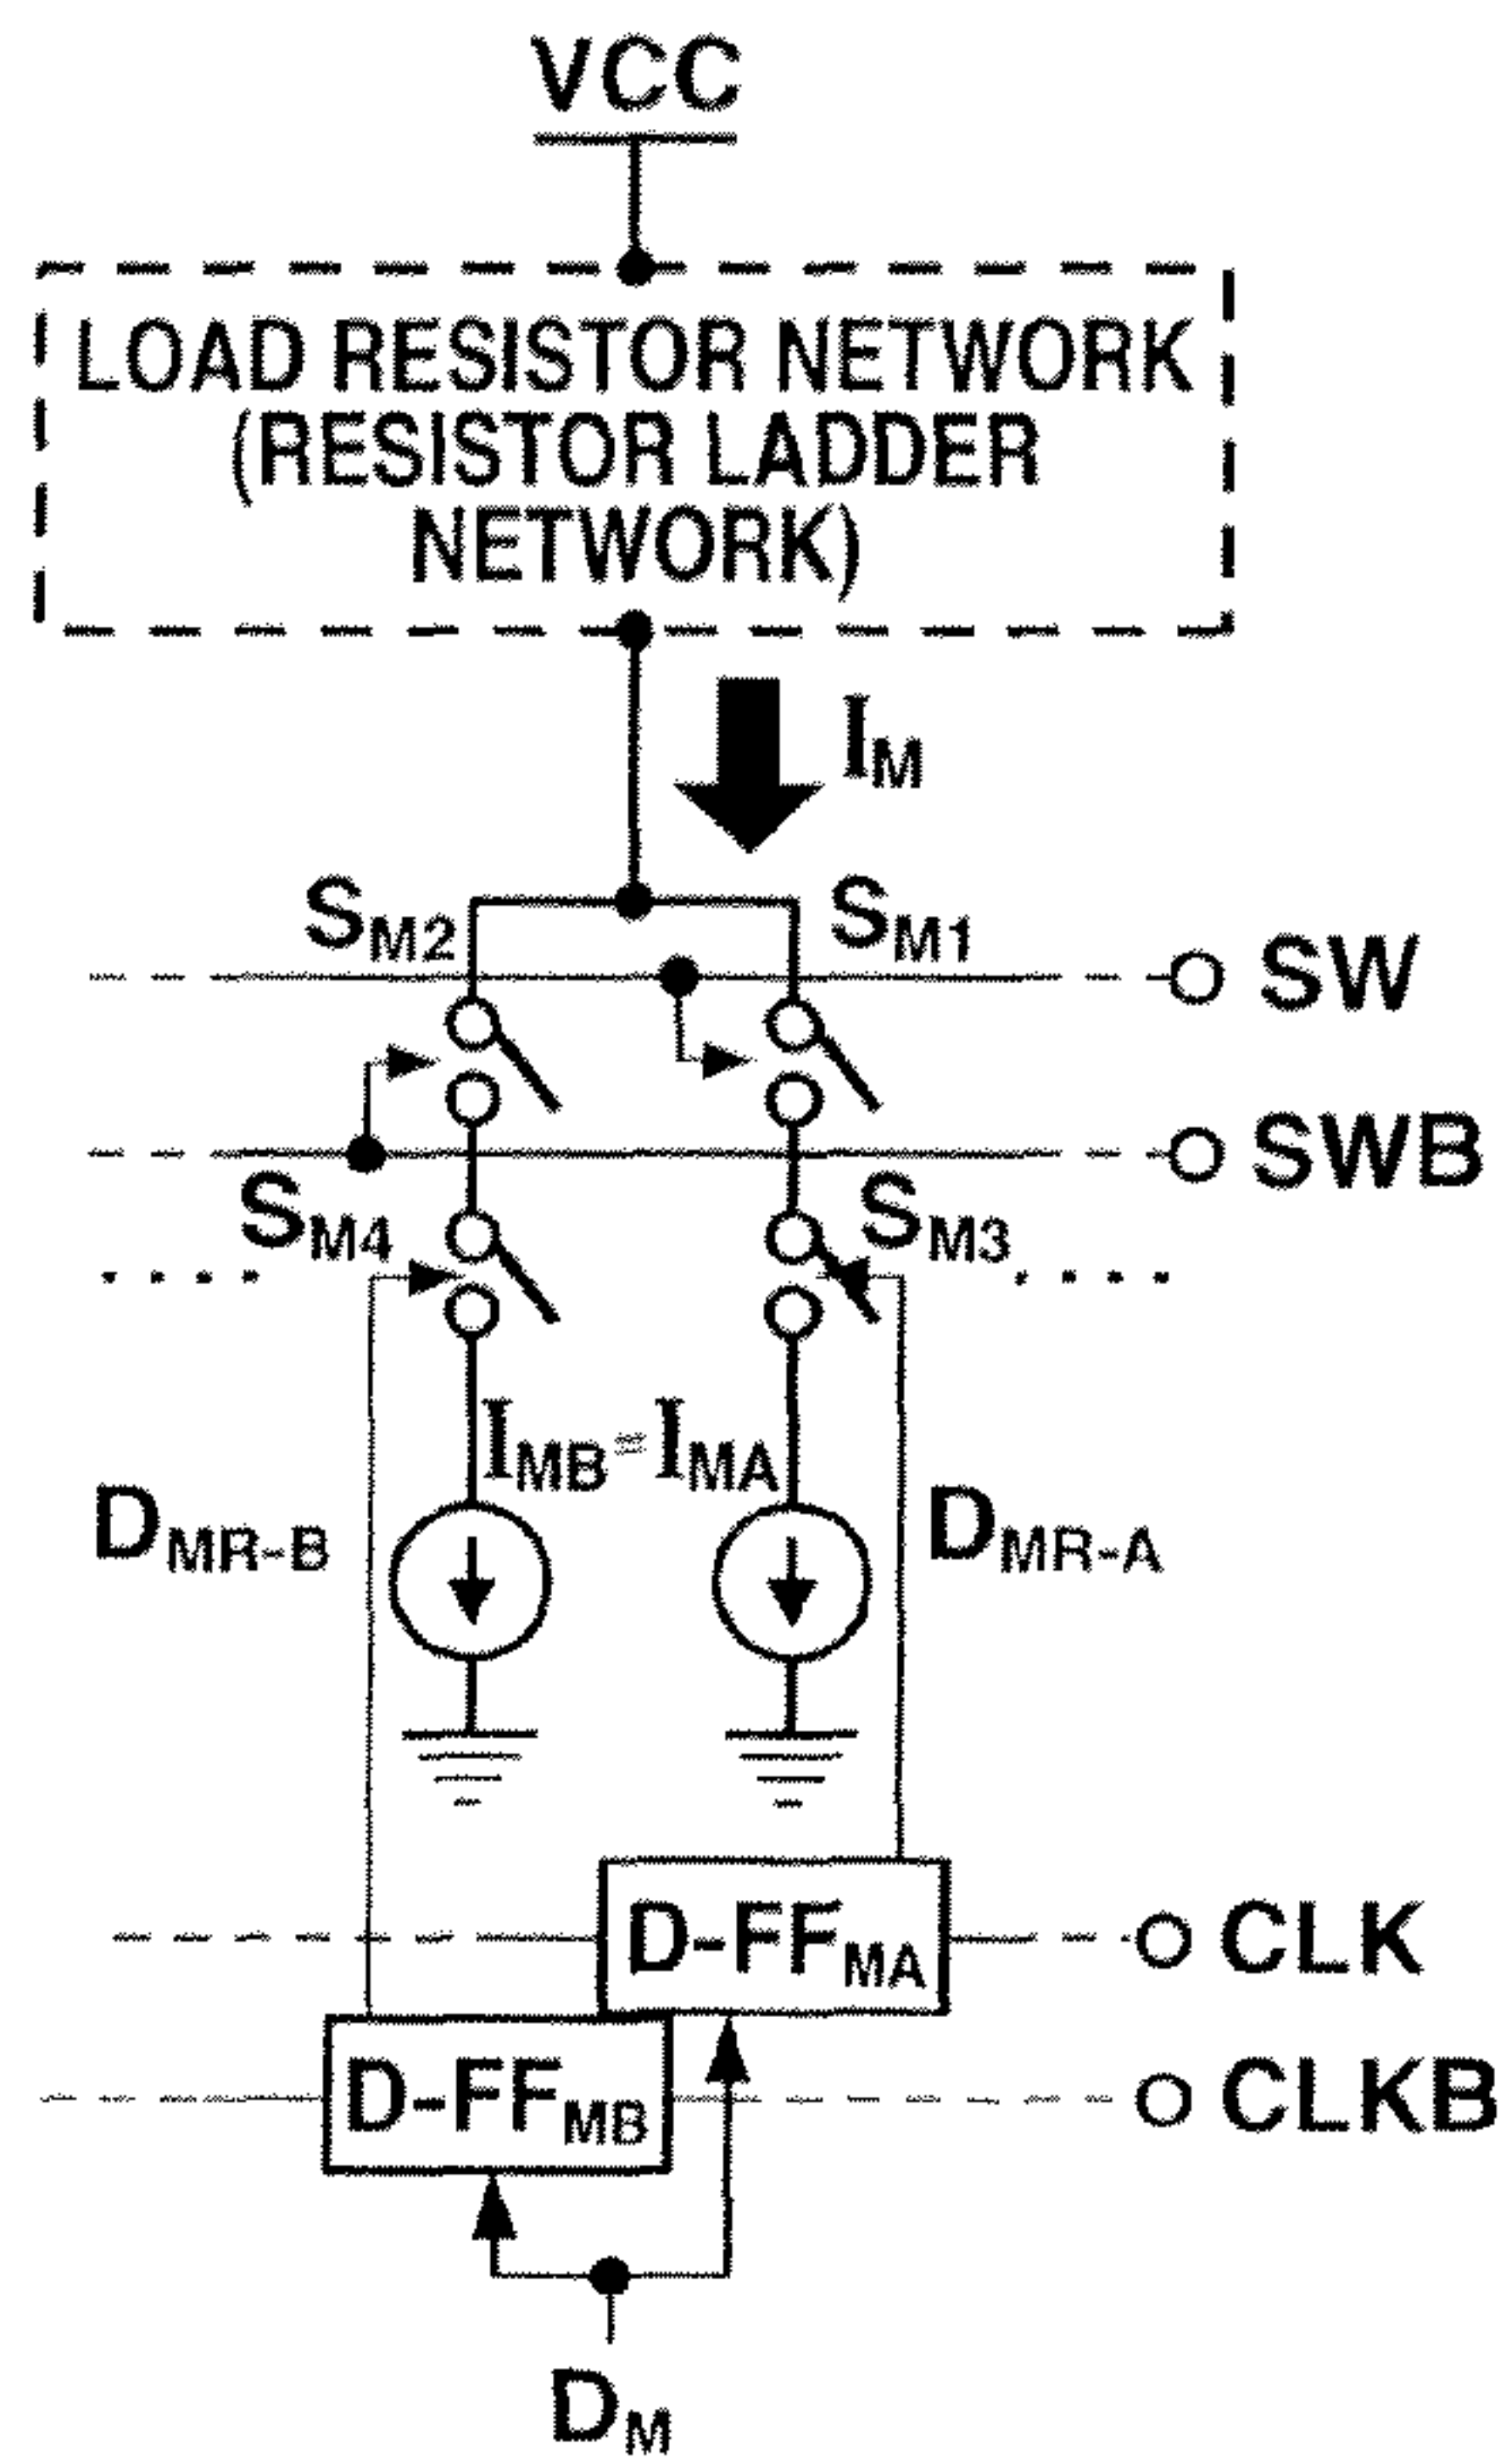 VCC
LOAD RESISTOR NETWORK
(RESISTOR LADDER
NETWORK)
IM
SM2
SM1
SW
SWB
SM4
SM3
IMB=IMA
DMR-B
DMR-A
D-FFMA
CLK
D-FFMB
CLKB
DM